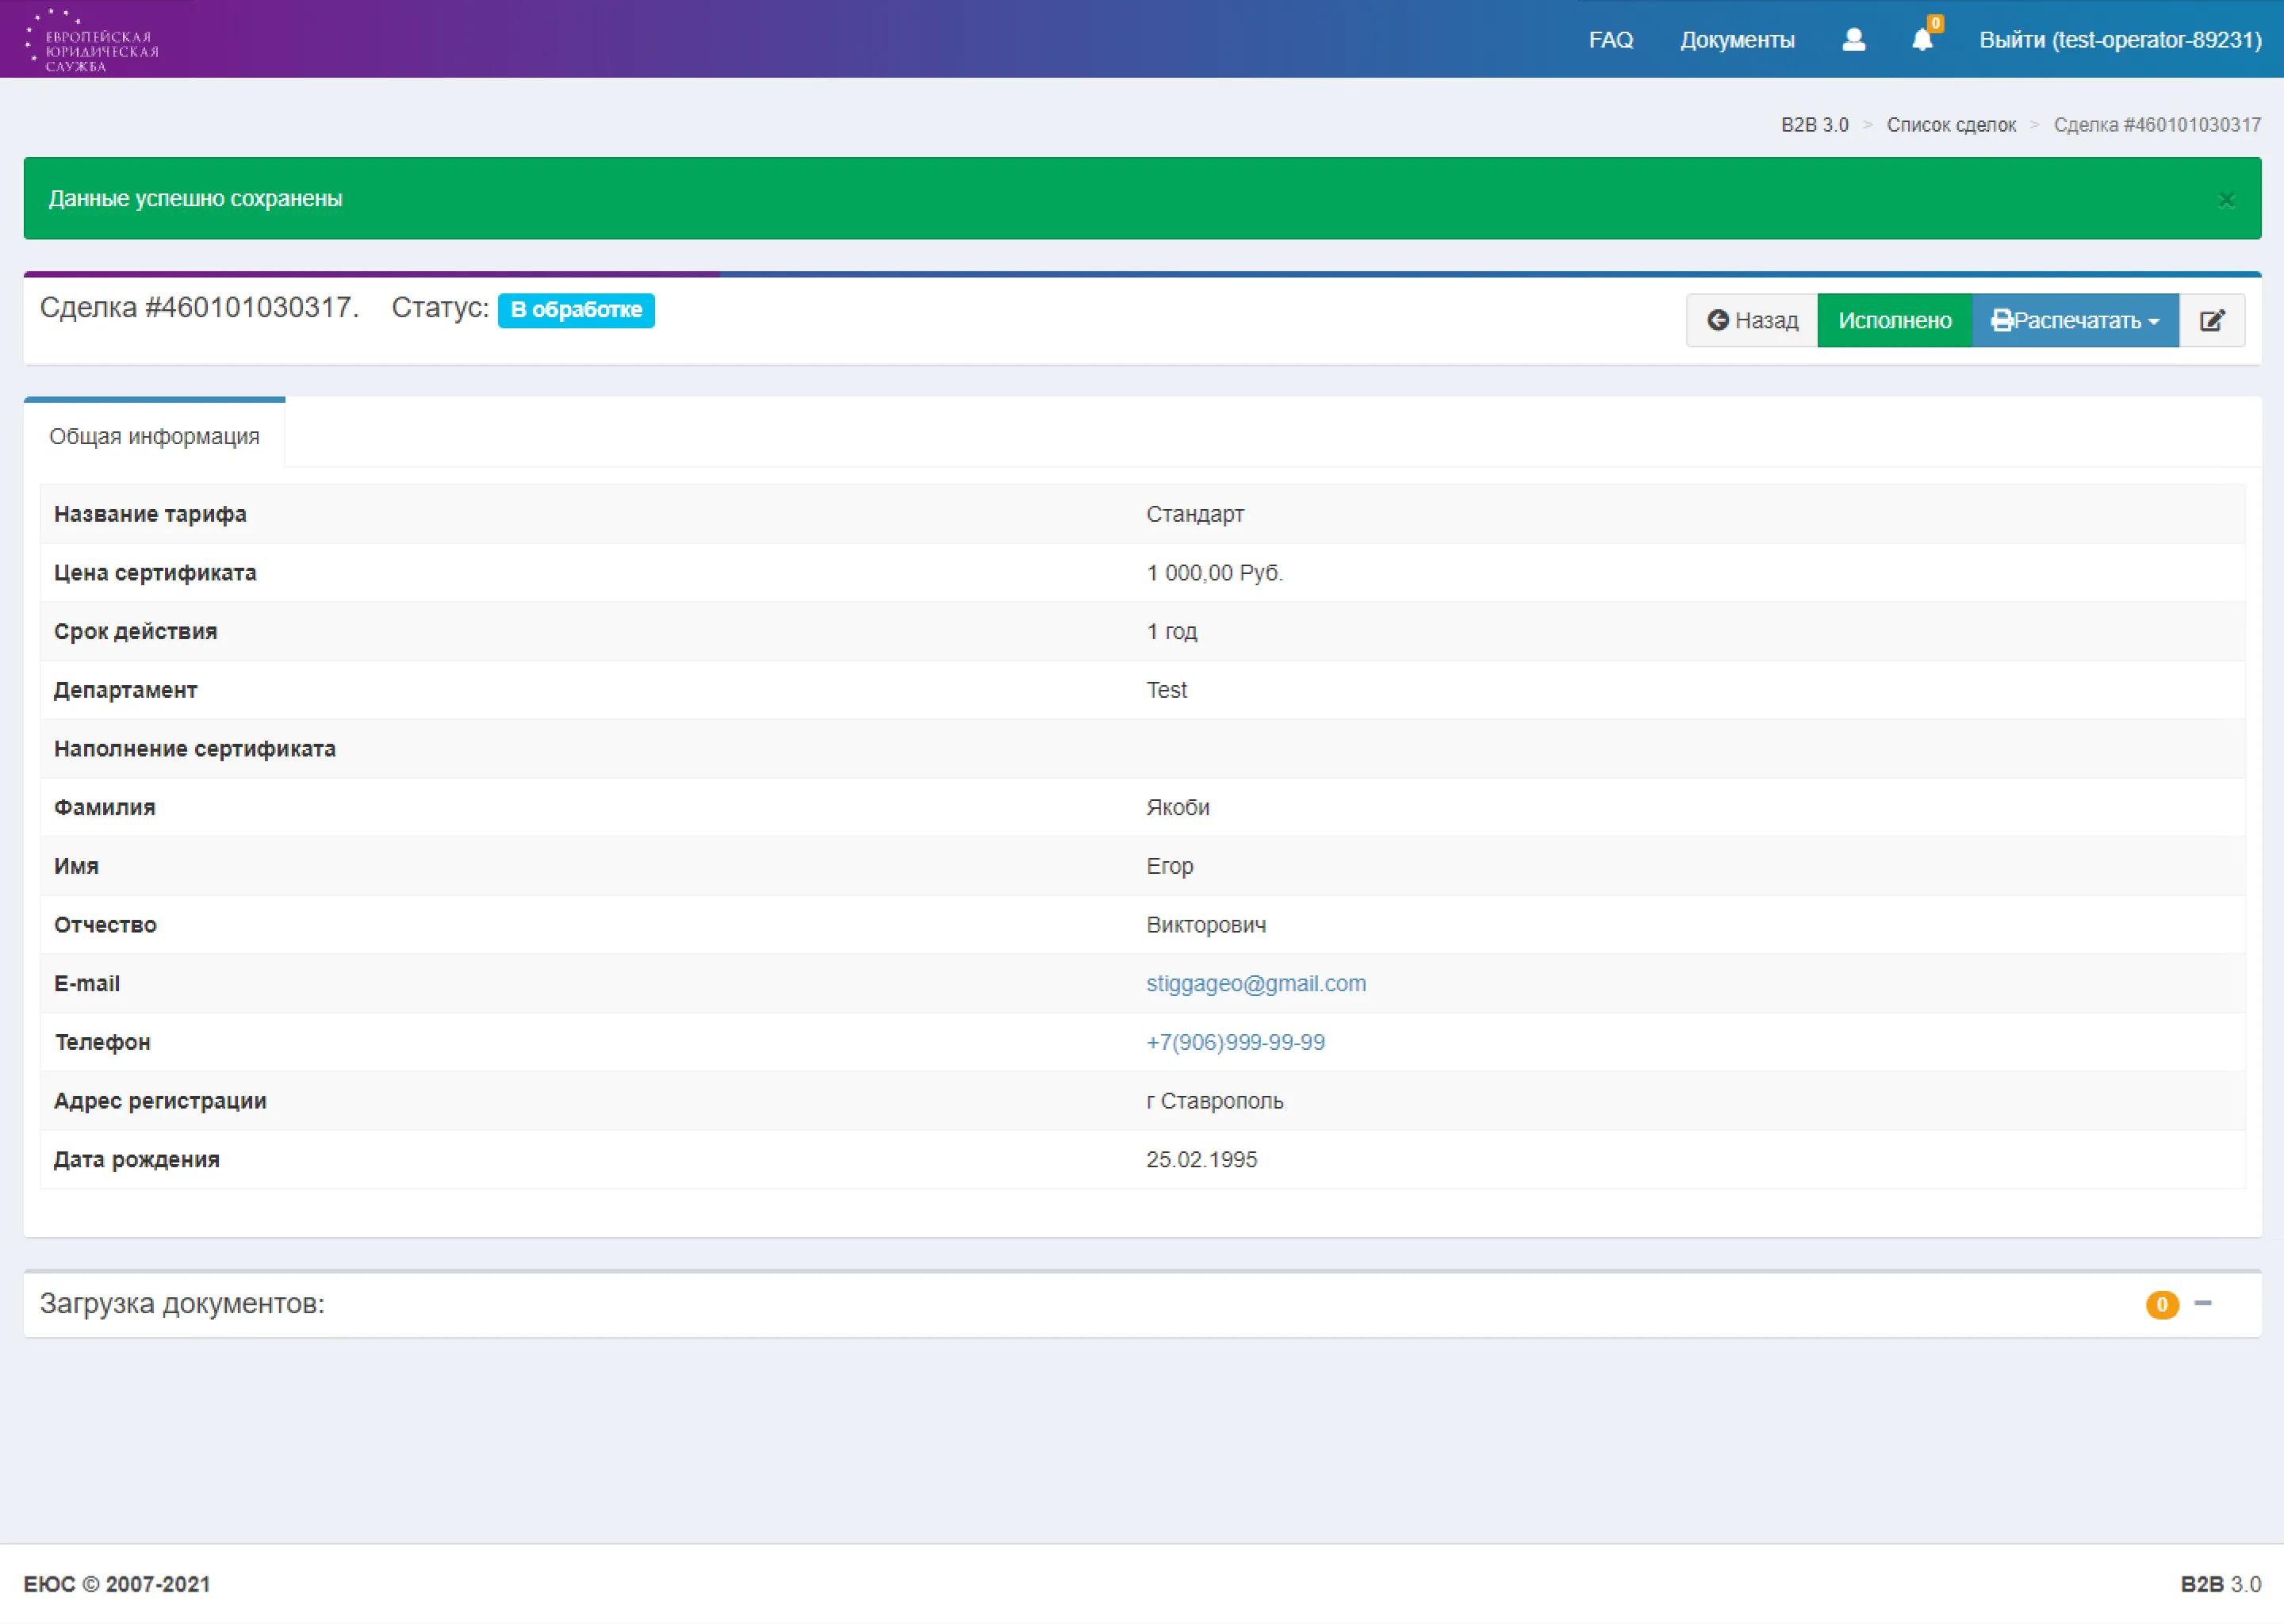 ЕВРОПЕЙСКАЯ
ЮРИДИЧЕСКАЯ
СЛУЖБА
FAQ Документы 0 Выйти (test-operator-89231)
B2B 3.0 > Список сделок > Сделка #460101030317
Данные успешно сохранены ×
Сделка #460101030317. Статус: В обработке Назад Исполнено Распечатать
Общая информация
Название тарифа Стандарт
Цена сертификата 1 000,00 Руб.
Срок действия 1 год
Департамент Test
Наполнение сертификата
Фамилия Якоби
Имя Егор
Отчество Викторович
E-mail stiggageo@gmail.com
Телефон +7(906)999-99-99
Адрес регистрации г Ставрополь
Дата рождения 25.02.1995
Загрузка документов: 0
ЕЮС © 2007-2021 B2B 3.0